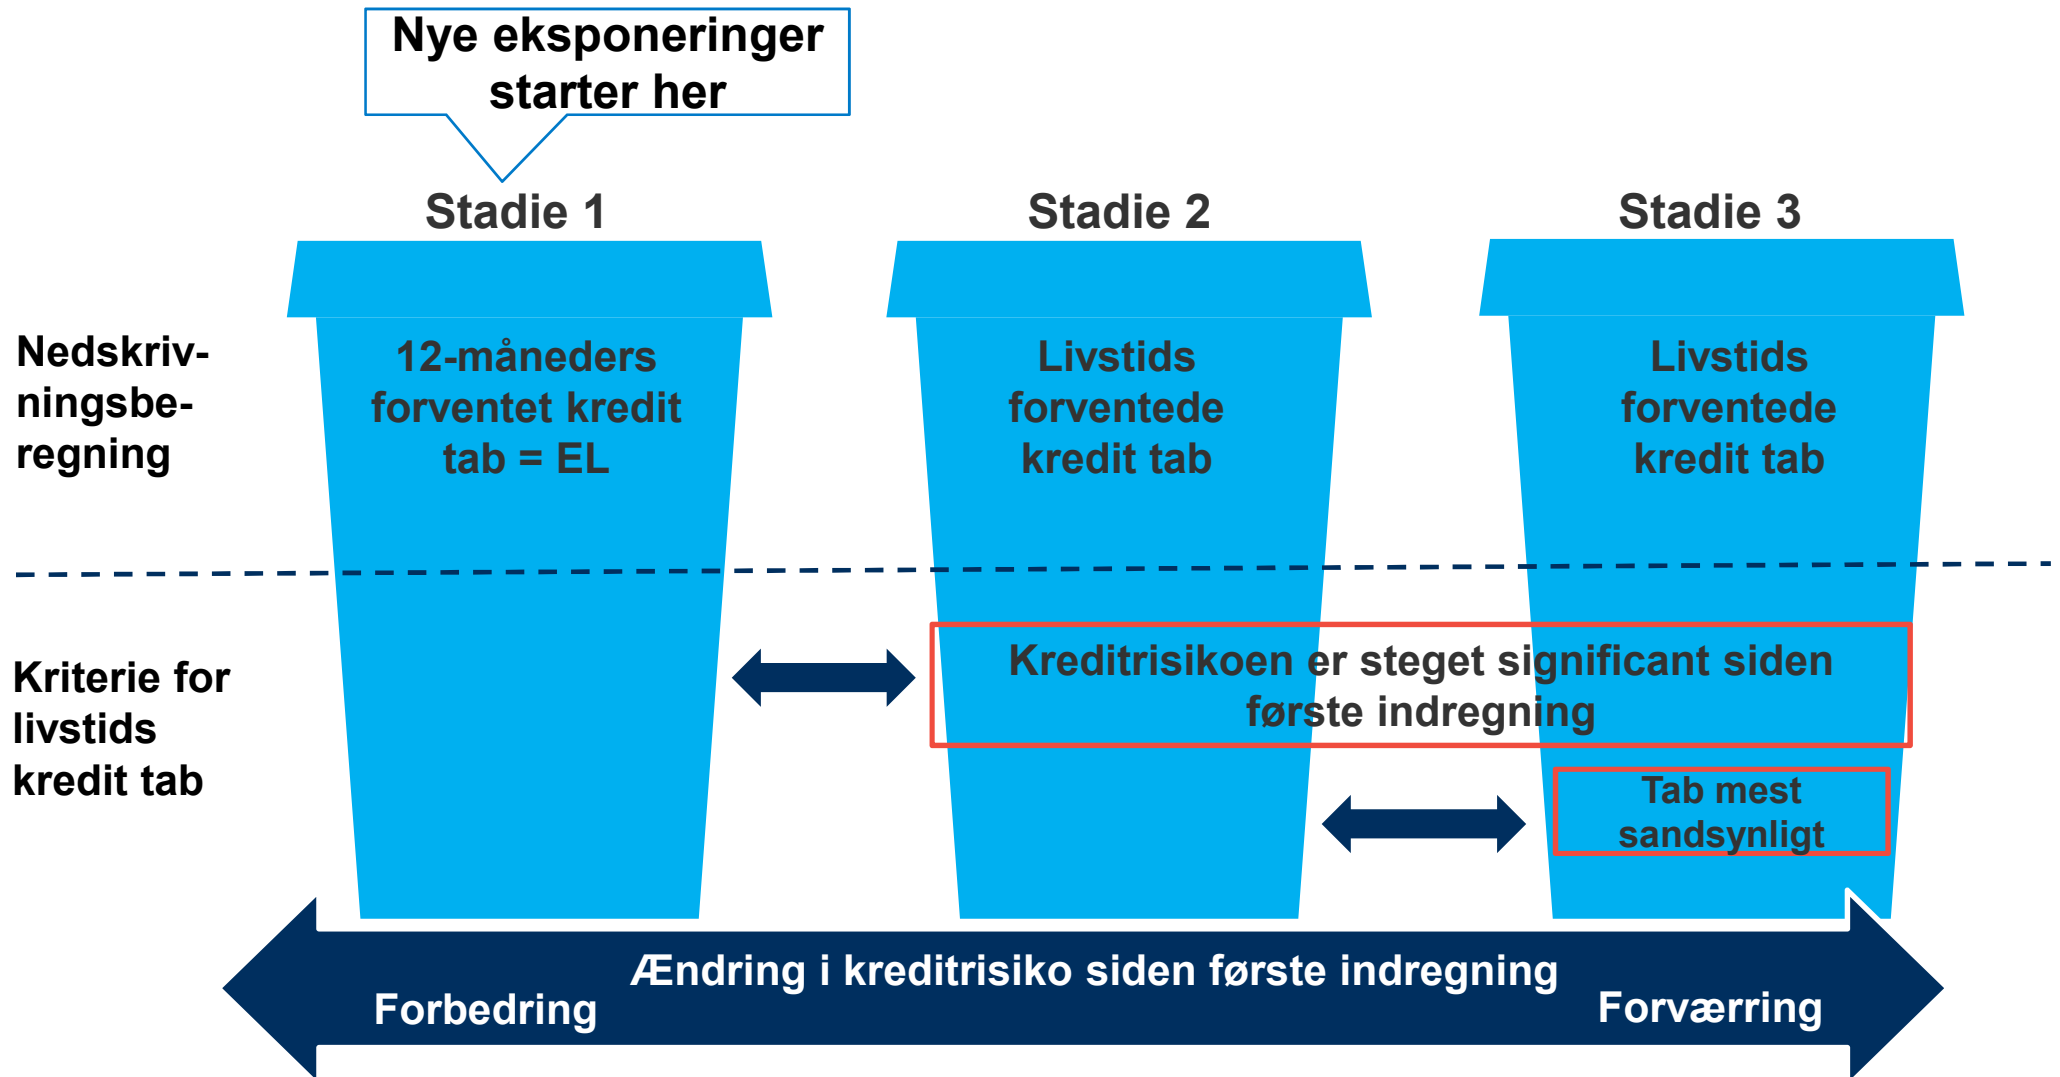 Nye eksponeringer
starter her
Stadie 1
Stadie 2
Stadie 3
Nedskriv-
ningsbe-
regning
12-måneders
forventet kredit
tab = EL
Livstids
forventede
kredit tab
Livstids
forventede
kredit tab
Kriterie for
livstids
kredit tab
Kreditrisikoen er steget significant siden
første indregning
Tab mest
sandsynligt
Ændring i kreditrisiko siden første indregning
Forbedring
Forværring